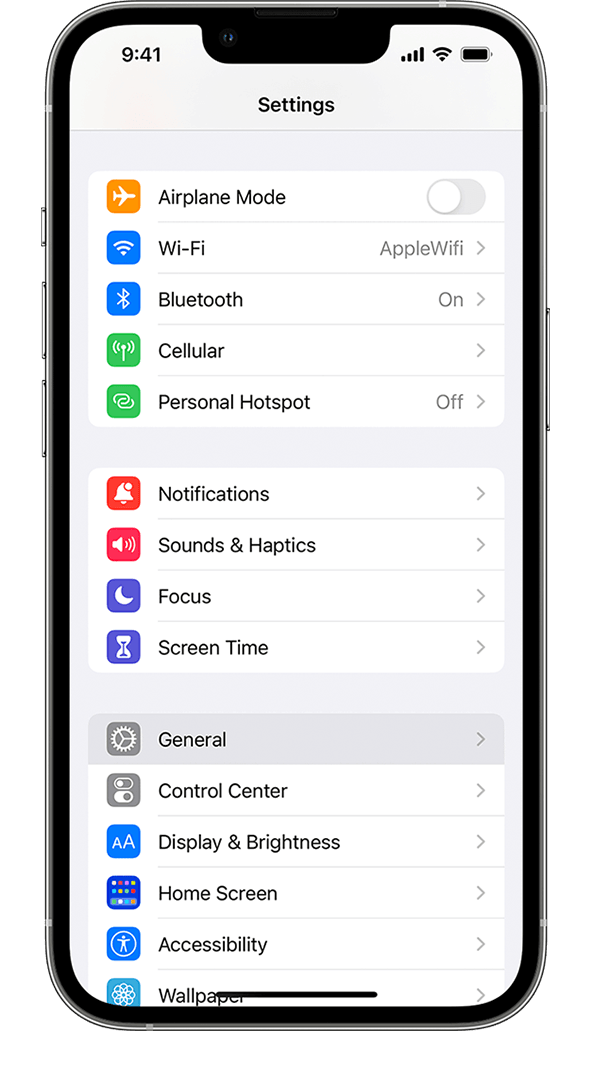 9:41
Settings
Airplane Mode
Wi-Fi AppleWifi
Bluetooth On
Cellular
Personal Hotspot Off
Notifications
Sounds & Haptics
Focus
Screen Time
General
Control Center
AA Display & Brightness
Home Screen
Accessibility
Wallpaper